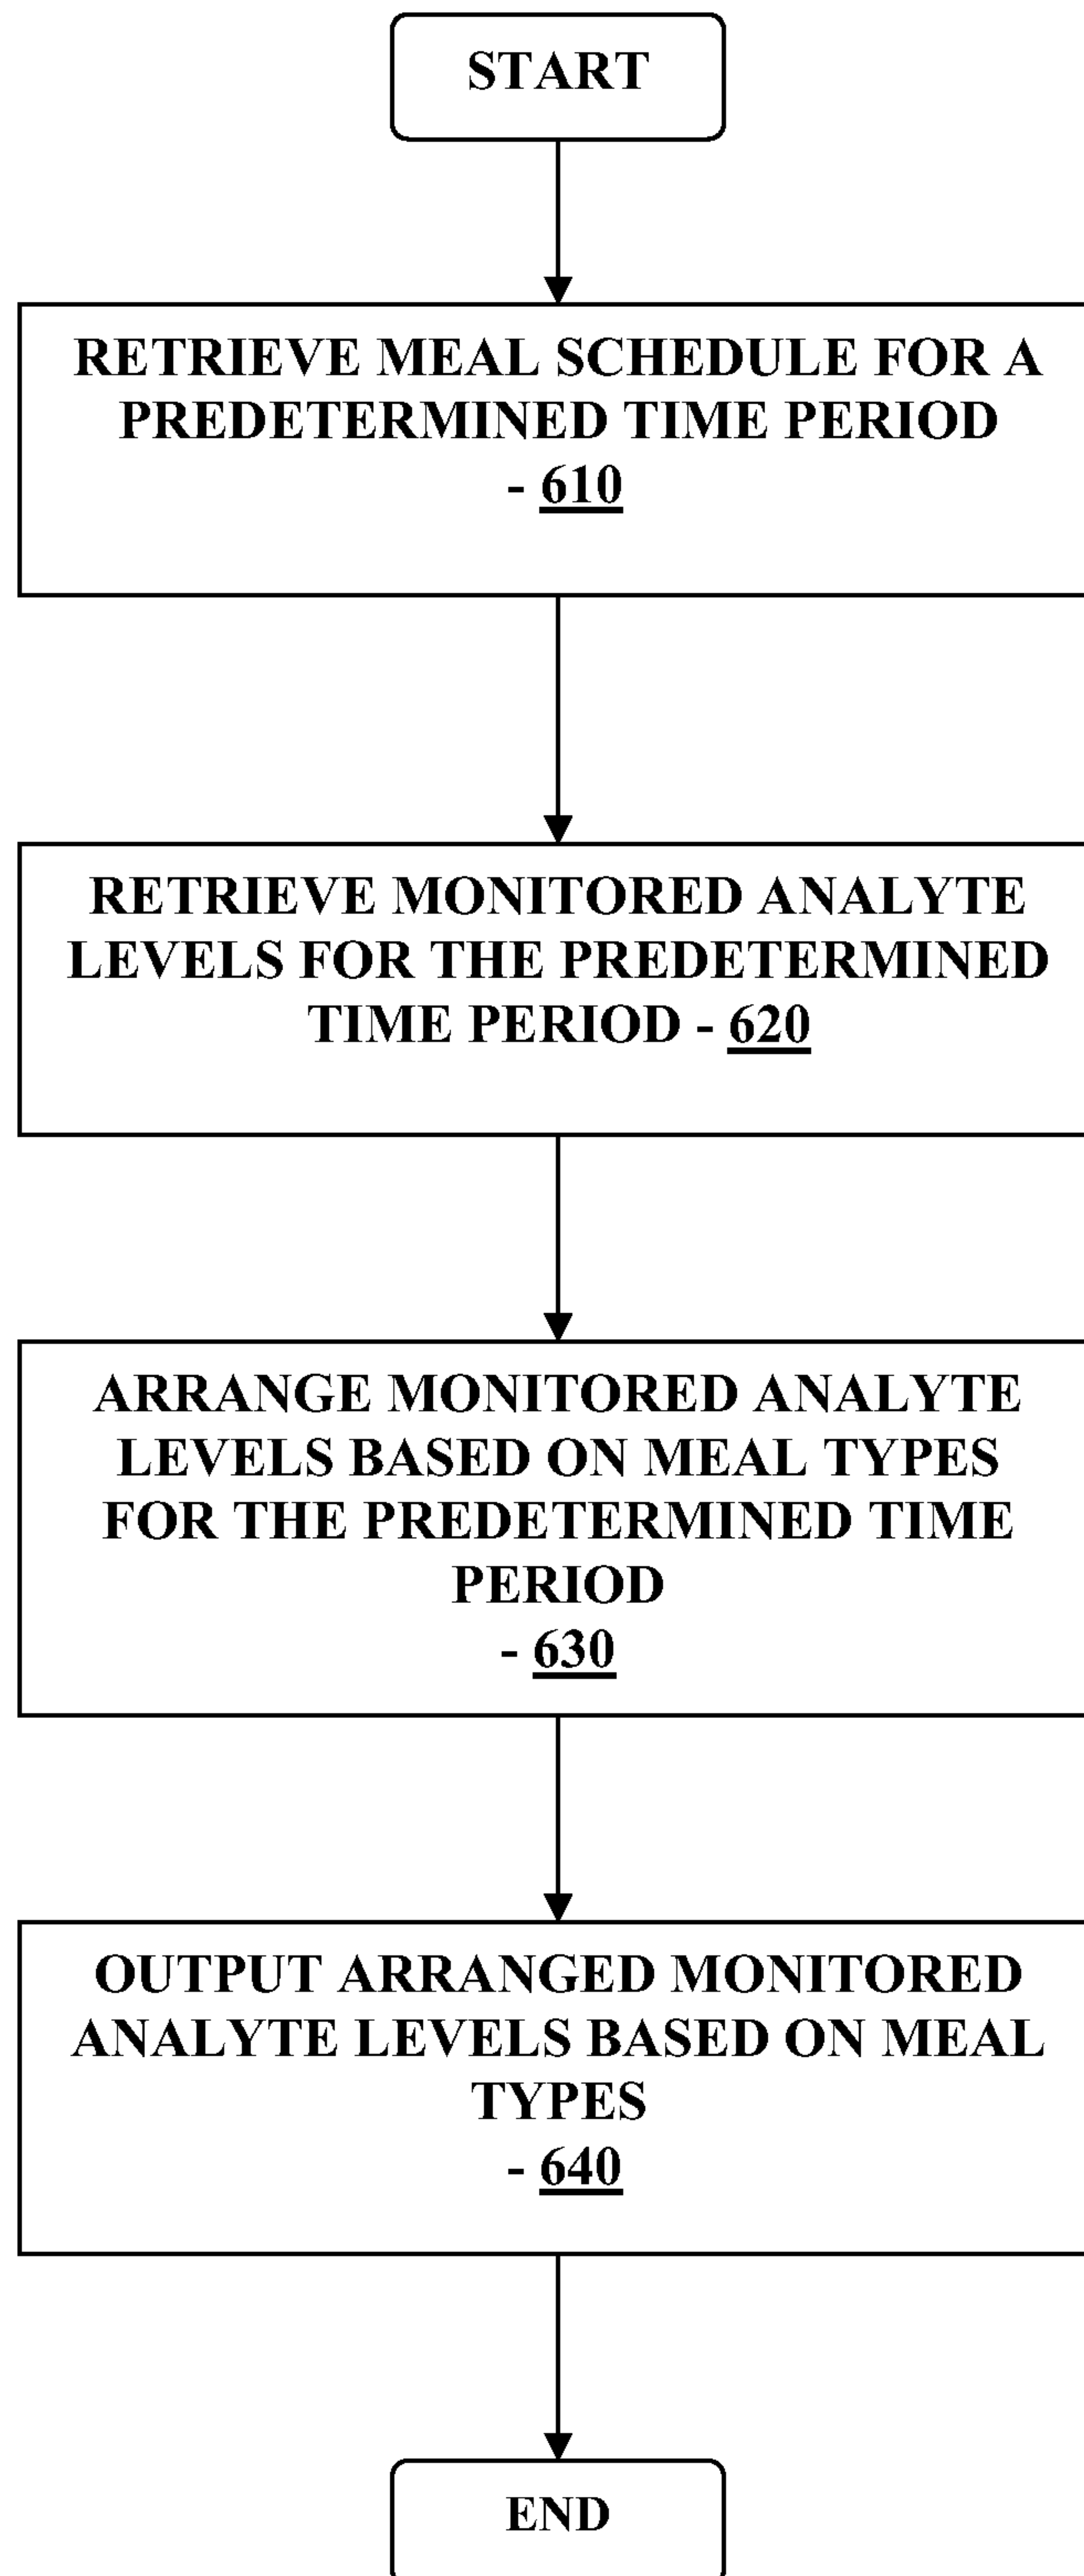 START
RETRIEVE MEAL SCHEDULE FOR A
PREDETERMINED TIME PERIOD
- 610
RETRIEVE MONITORED ANALYTE
LEVELS FOR THE PREDETERMINED
TIME PERIOD - 620
ARRANGE MONITORED ANALYTE
LEVELS BASED ON MEAL TYPES
FOR THE PREDETERMINED TIME
PERIOD
- 630
OUTPUT ARRANGED MONITORED
ANALYTE LEVELS BASED ON MEAL
TYPES
- 640
END